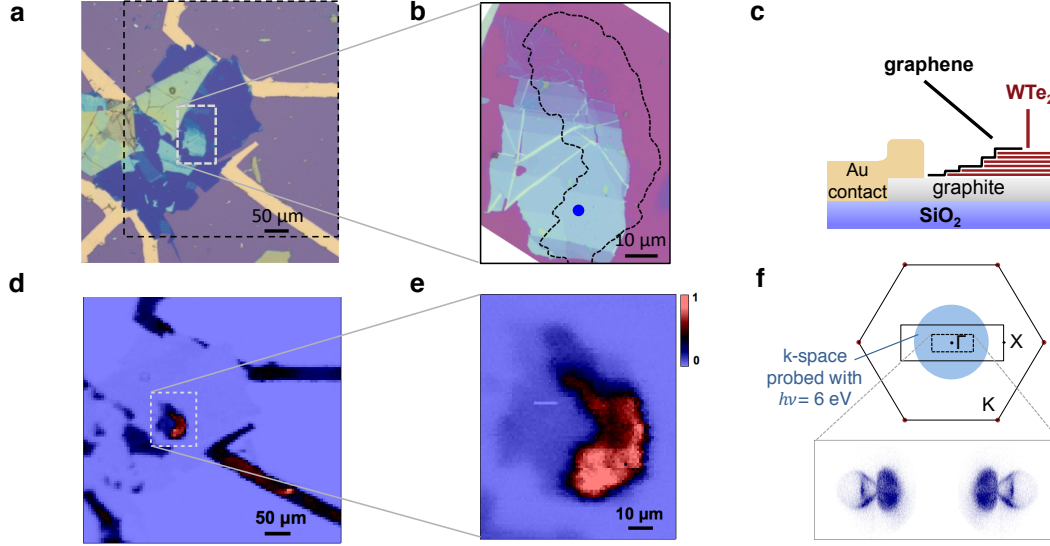 a
50 µm
b
10 µm
c
graphene
WTe2
Au
contact
graphite
SiO2
d
50 µm
e
1
0
10 µm
f
Γ
X
k-space
probed with
hν = 6 eV
K